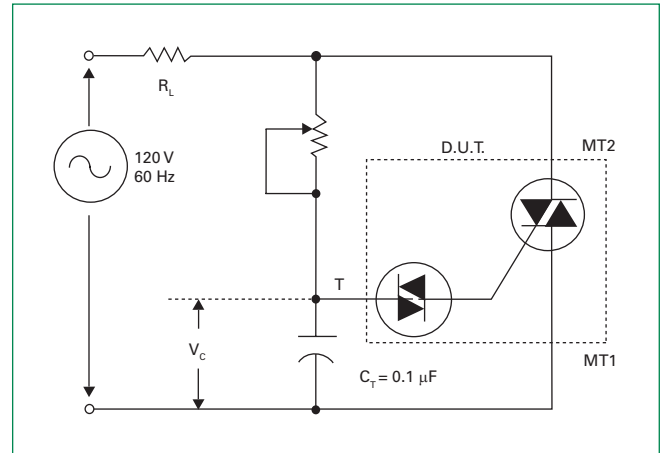 R_L
D.U.T.
MT2
120 V
60 Hz
T
V_C
MT1
C_T = 0.1 μF